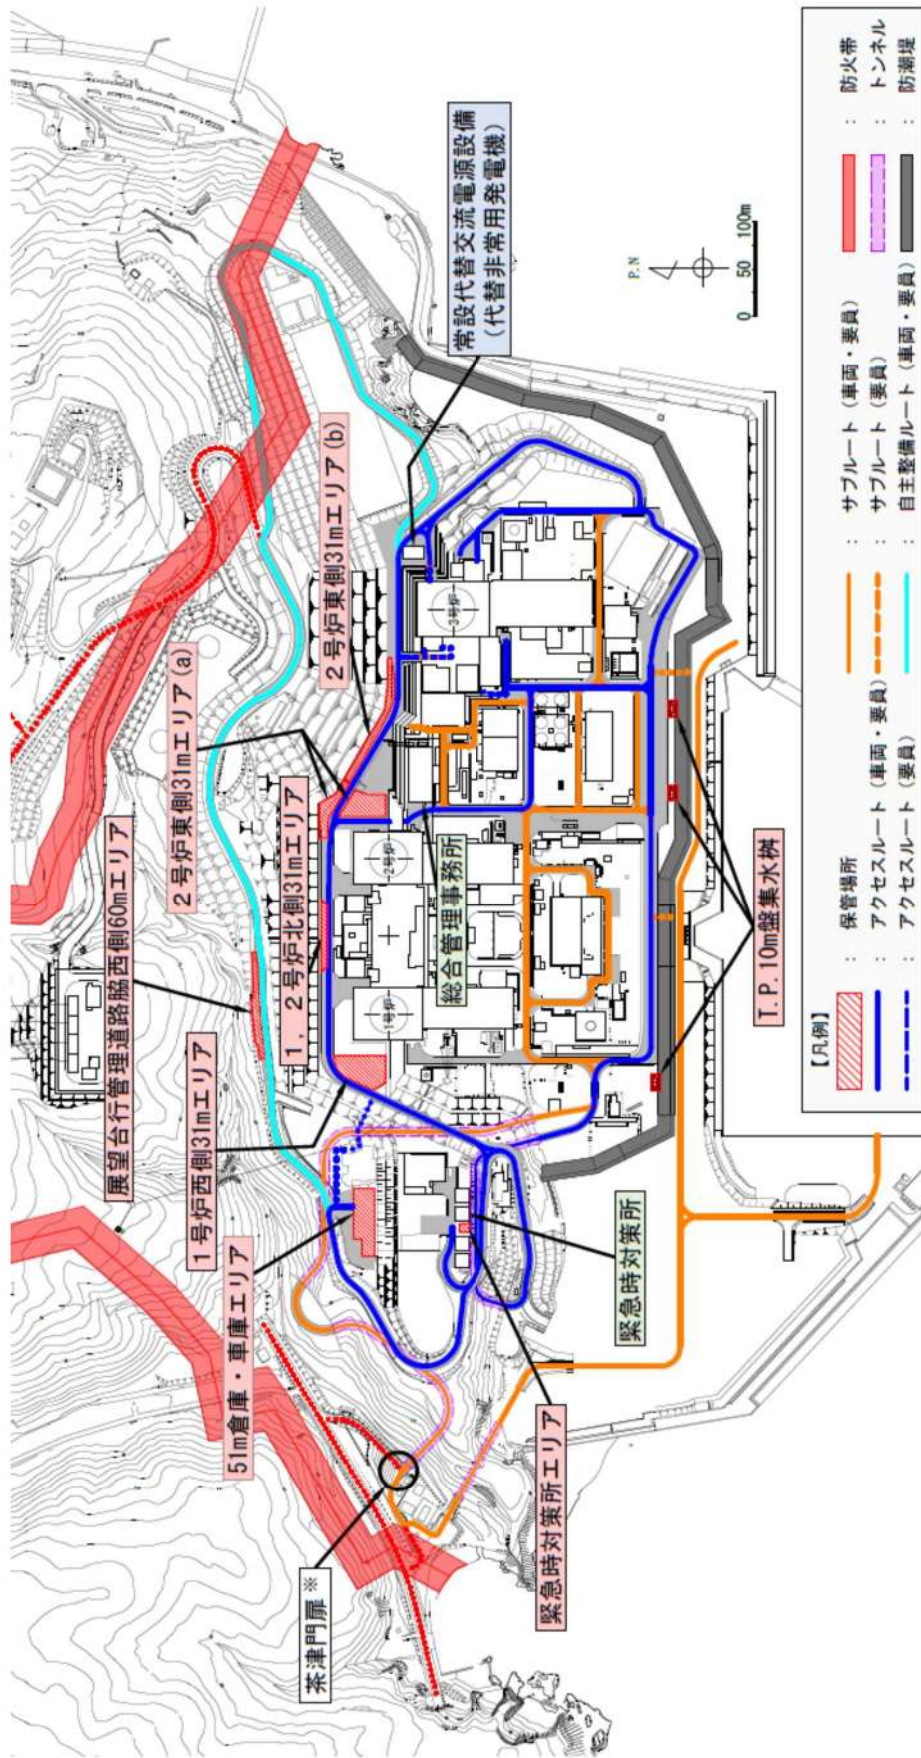 展望台行管理道路脇西側60mエリア
2号炉東側31mエリア(a)
1号炉西側31mエリア
1, 2号炉北側31mエリア
2号炉東側31mエリア(b)
51m倉庫・車庫エリア
常設代替交流電源設備
(代替非常用発電機)
茶津門扉※
1号炉
2号炉
3号炉
総合管理事務所
P.N
緊急時対策所
緊急時対策所エリア
T.P.10m盤集水桝
0 50 100m
【凡例】
: 保管場所
: アクセスルート(車両・要員)
: アクセスルート(要員)
: サブルート(車両・要員)
: サブルート(要員)
: 自主整備ルート(車両・要員)
: 防火帯
: トンネル
: 防潮堤